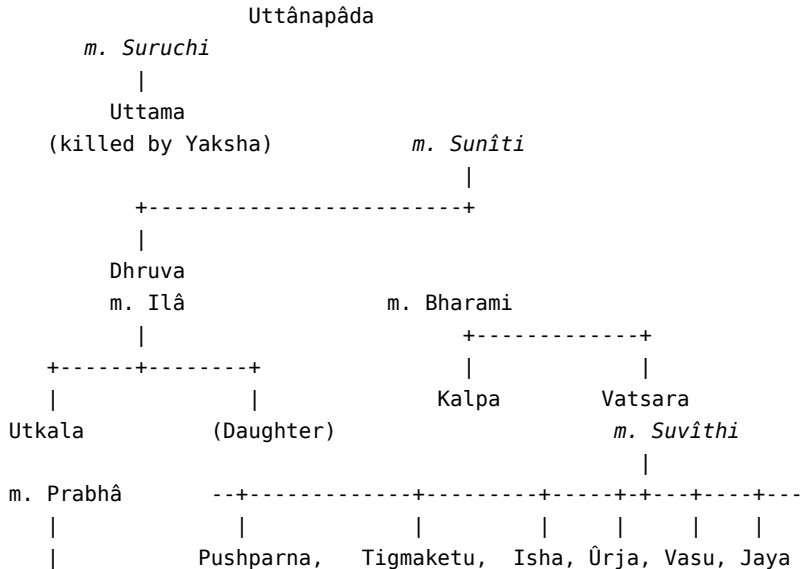 Uttânapâda
m. Suruchi
|
Uttama
(killed by Yaksha) m. Sunîti
|
+-------------------------+
|
Dhruva
m. Ilâ m. Bharami
| +-------------+
+------+--------+ | |
| | Kalpa Vatsara
Utkala (Daughter) m. Suvîthi
|
m. Prabhâ --+-------------+---------+-----+-+---+----+---
| | | | | | |
| Pushparna, Tigmaketu, Isha, Ûrja, Vasu, Jaya